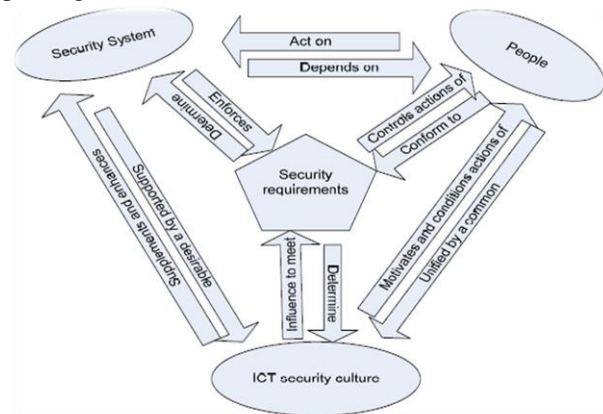 Security System
Act on
People
Depends on
Enforces
Determine
Controls actions of
Conform to
Security
requirements
Supplements and enhances
Supported by a desirable
Motivates and conditions actions of
Unified by a common
Influence to meet
Determine
ICT security culture